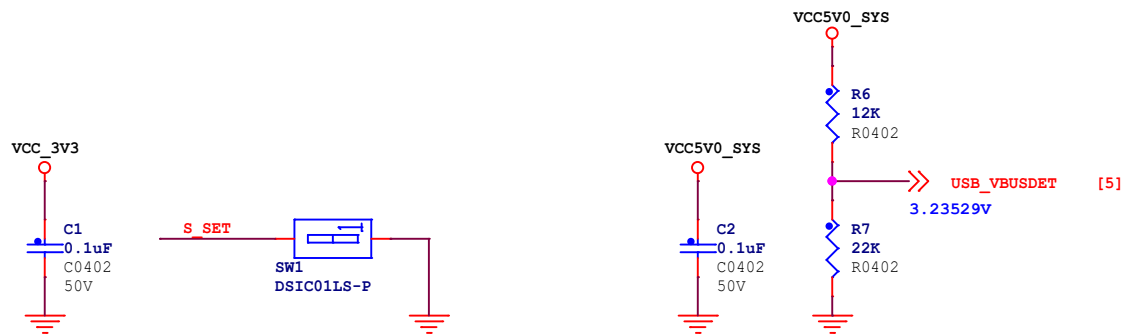 VCC5V0_SYS
R6
12K
R0402
VCC_3V3
VCC5V0_SYS
USB_VBUSDET [5]
3.23529V
C1
0.1uF
C0402
50V
S_SET
SW1
DSIC01LS-P
C2
0.1uF
C0402
50V
R7
22K
R0402